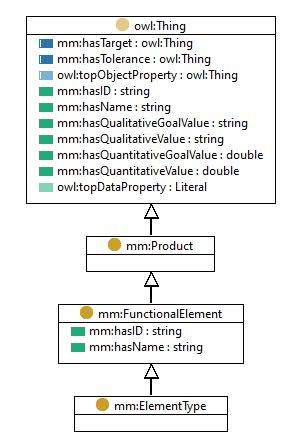 owl:Thing
mm:hasTarget : owl:Thing
mm:hasTolerance : owl:Thing
owl:topObjectProperty : owl:Thing
mm:hasID : string
mm:hasName : string
mm:hasQualitativeGoalValue : string
mm:hasQualitativeValue : string
mm:hasQuantitativeGoalValue : double
mm:hasQuantitativeValue : double
owl:topDataProperty : Literal
mm:Product
mm:FunctionalElement
mm:hasID : string
mm:hasName : string
mm:ElementType